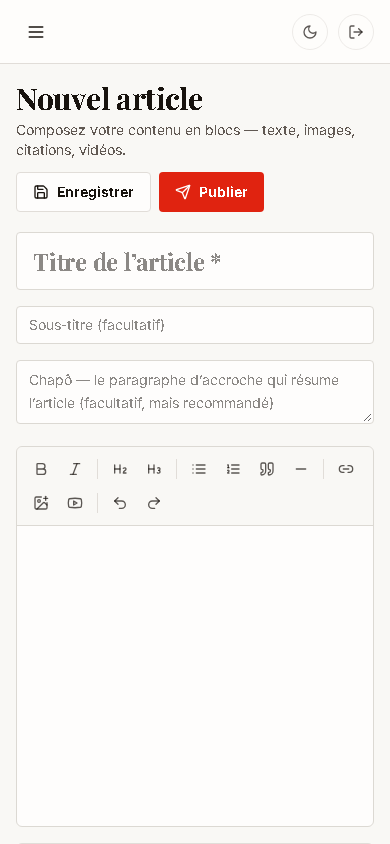 Nouvel article
Composez votre contenu en blocs — texte, images,
citations, vidéos.
Enregistrer
Publier
Titre de l’article *
Sous-titre (facultatif)
Chapô — le paragraphe d’accroche qui résume
l’article (facultatif, mais recommandé)
B I H2 H3